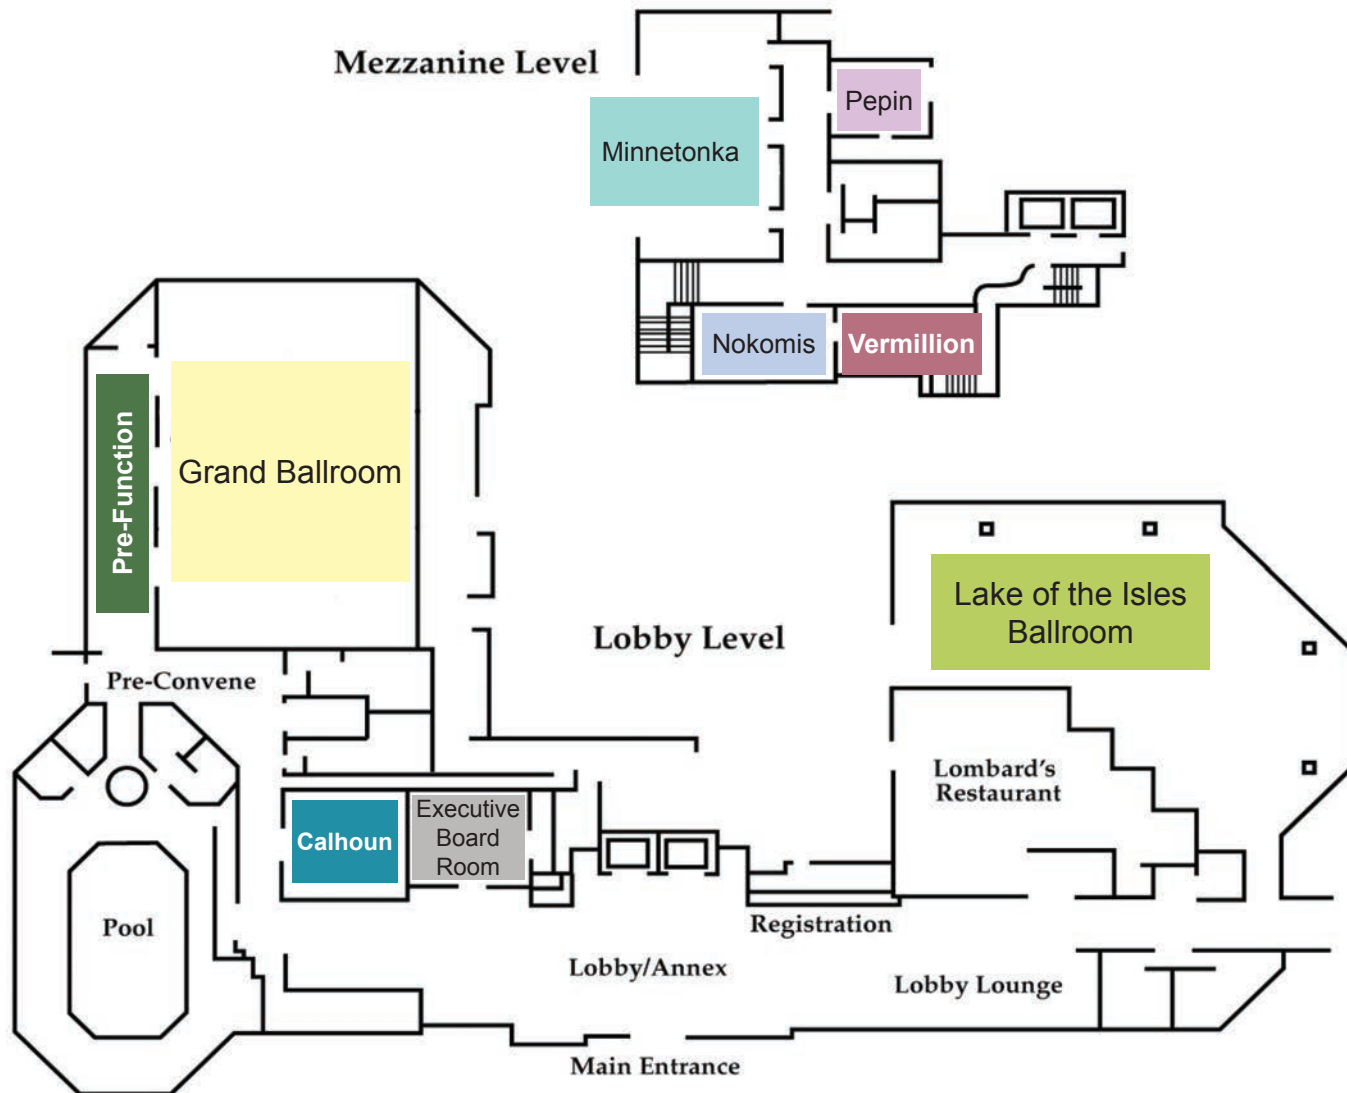 Mezzanine Level
Pepin
Minnetonka
Nokomis
Vermillion
Pre-Function
Grand Ballroom
Lake of the Isles
Ballroom
Lobby Level
Pre-Convene
Lombard's
Restaurant
Calhoun
Executive
Board
Room
Pool
Registration
Lobby/Annex
Lobby Lounge
Main Entrance